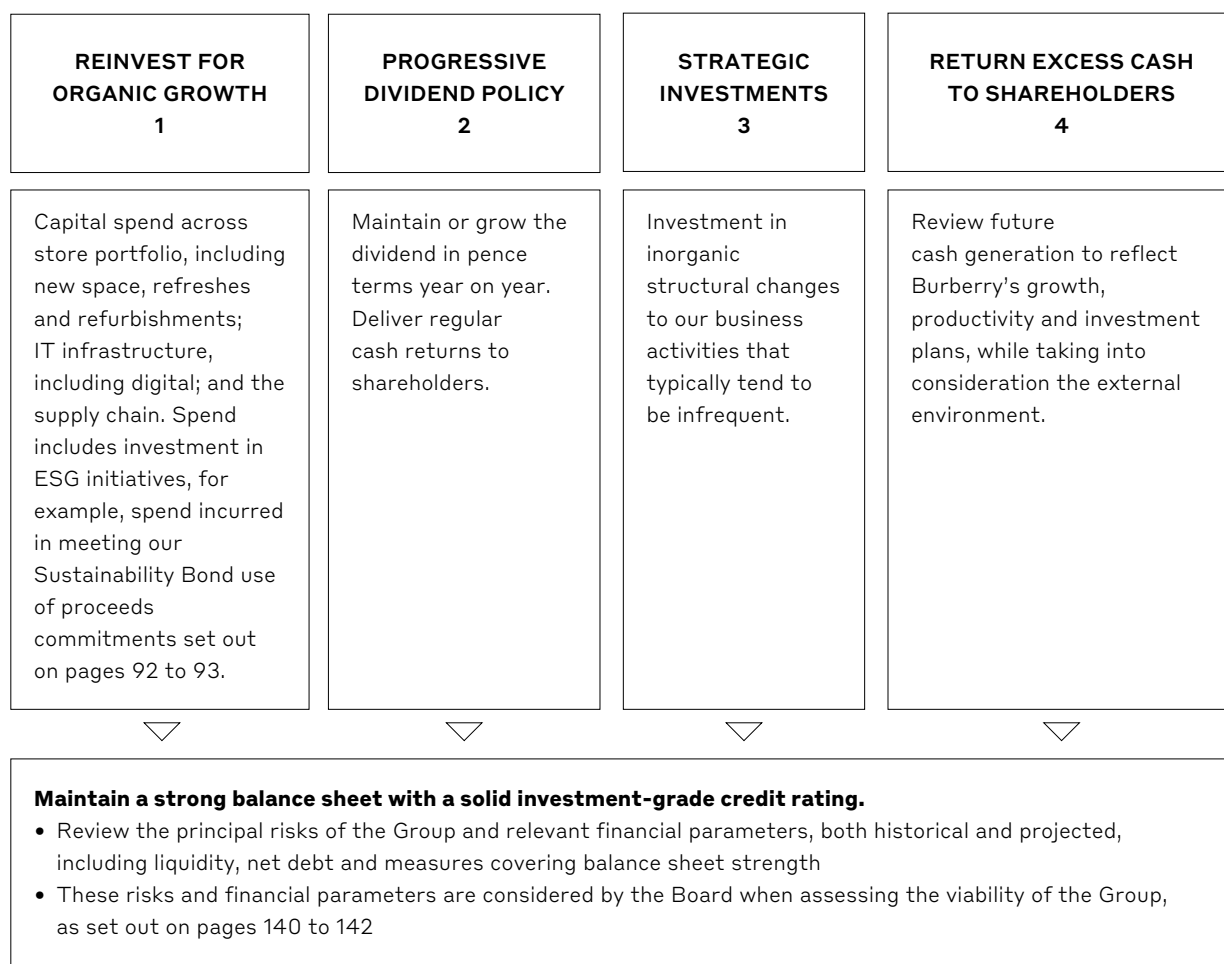 REINVEST FOR
ORGANIC GROWTH
1
Capital spend across
store portfolio, including
new space, refreshes
and refurbishments;
IT infrastructure,
including digital; and the
supply chain. Spend
includes investment in
ESG initiatives, for
example, spend incurred
in meeting our
Sustainability Bond use
of proceeds
commitments set out
on pages 92 to 93.
PROGRESSIVE
DIVIDEND POLICY
2
Maintain or grow the
dividend in pence
terms year on year.
Deliver regular
cash returns to
shareholders.
STRATEGIC
INVESTMENTS
3
Investment in
inorganic
structural changes
to our business
activities that
typically tend to
be infrequent.
RETURN EXCESS CASH
TO SHAREHOLDERS
4
Review future
cash generation to reflect
Burberry’s growth,
productivity and investment
plans, while taking into
consideration the external
environment.
Maintain a strong balance sheet with a solid investment-grade credit rating.
• Review the principal risks of the Group and relevant financial parameters, both historical and projected,
including liquidity, net debt and measures covering balance sheet strength
• These risks and financial parameters are considered by the Board when assessing the viability of the Group,
as set out on pages 140 to 142